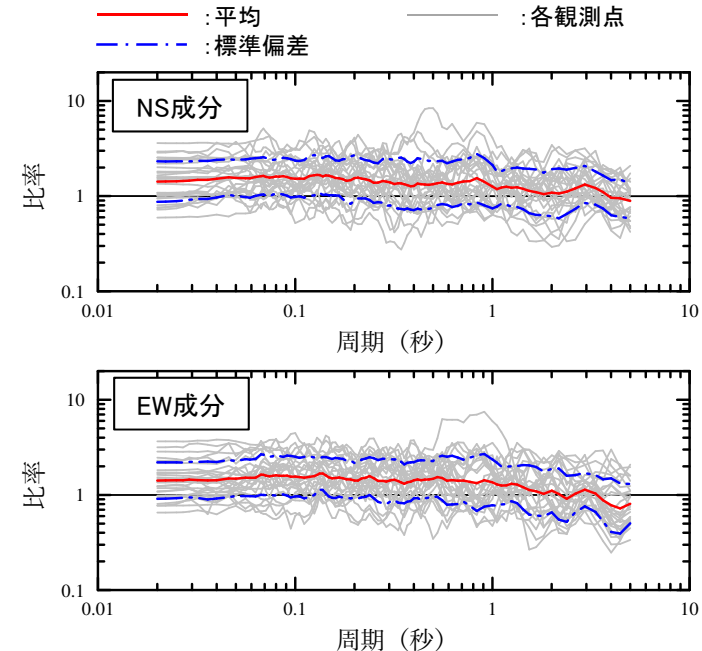 :平均 :各観測点
:標準偏差
NS成分
比率
10
1
0.1
0.01 0.1 1 10
周期（秒）
EW成分
比率
10
1
0.1
0.01 0.1 1 10
周期（秒）